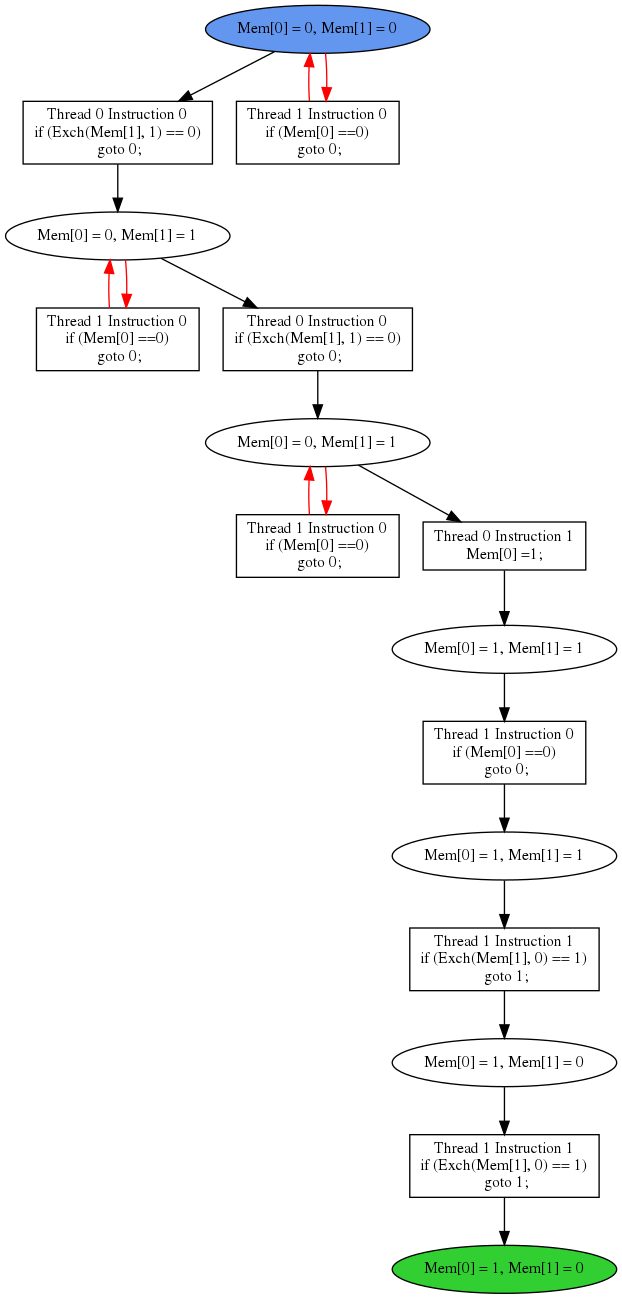 Mem[0] = 0, Mem[1] = 0
Thread 0 Instruction 0
if (Exch(Mem[1], 1) == 0)
goto 0;
Thread 1 Instruction 0
if (Mem[0] ==0)
goto 0;
Mem[0] = 0, Mem[1] = 1
Thread 1 Instruction 0
if (Mem[0] ==0)
goto 0;
Thread 0 Instruction 0
if (Exch(Mem[1], 1) == 0)
goto 0;
Mem[0] = 0, Mem[1] = 1
Thread 1 Instruction 0
if (Mem[0] ==0)
goto 0;
Thread 0 Instruction 1
Mem[0] =1;
Mem[0] = 1, Mem[1] = 1
Thread 1 Instruction 0
if (Mem[0] ==0)
goto 0;
Mem[0] = 1, Mem[1] = 1
Thread 1 Instruction 1
if (Exch(Mem[1], 0) == 1)
goto 1;
Mem[0] = 1, Mem[1] = 0
Thread 1 Instruction 1
if (Exch(Mem[1], 0) == 1)
goto 1;
Mem[0] = 1, Mem[1] = 0